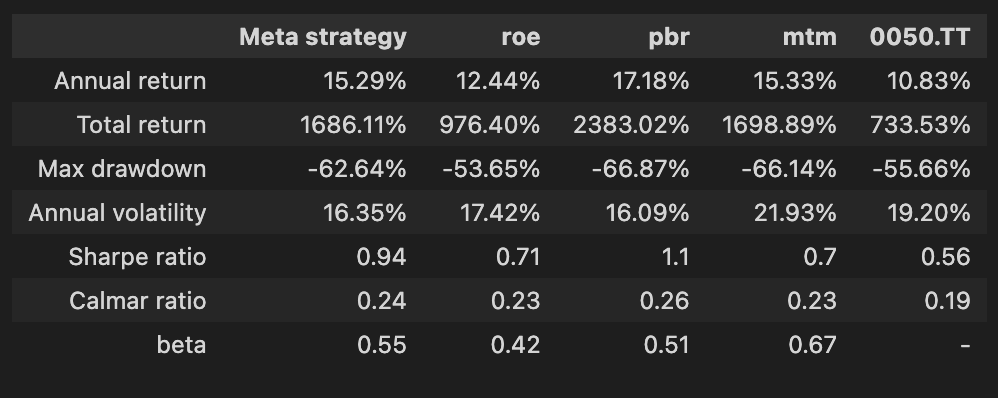 Meta strategy roe pbr mtm 0050.TT
Annual return 15.29% 12.44% 17.18% 15.33% 10.83%
Total return 1686.11% 976.40% 2383.02% 1698.89% 733.53%
Max drawdown -62.64% -53.65% -66.87% -66.14% -55.66%
Annual volatility 16.35% 17.42% 16.09% 21.93% 19.20%
Sharpe ratio 0.94 0.71 1.1 0.7 0.56
Calmar ratio 0.24 0.23 0.26 0.23 0.19
beta 0.55 0.42 0.51 0.67 -